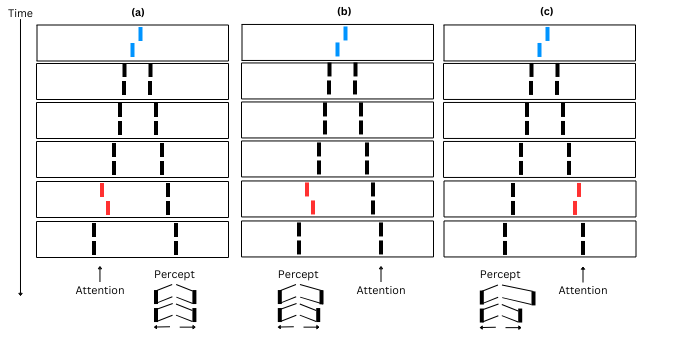 Time
(a)
(b)
(c)
Attention
Percept
Percept
Attention
Percept
Attention